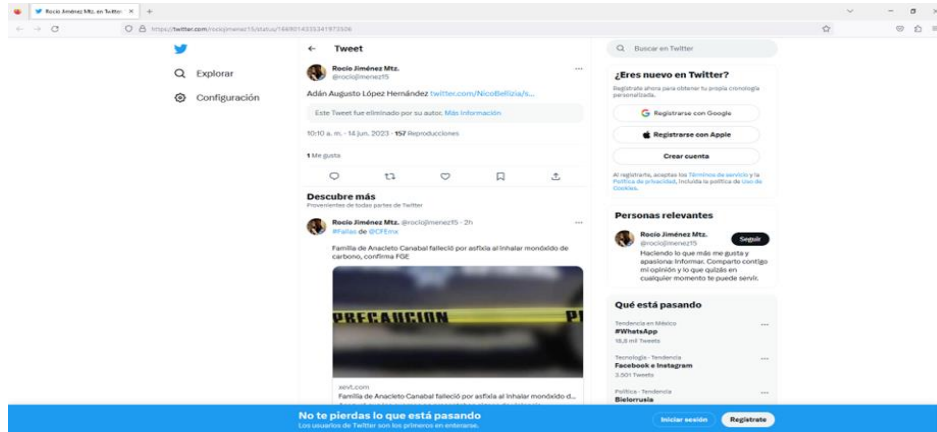 Rocío Jiménez Mtz. en Twitter:
https://twitter.com/rociojmenez15/status/1669014335341973506
Explorar
Configuración
Tweet
Rocío Jiménez Mtz.
@rociojmenez15
Adán Augusto López Hernández twitter.com/NicoBellizia/s...
Este Tweet fue eliminado por su autor. Más información
10:10 a. m. · 14 jun. 2023 · 157 Reproducciones
1 Me gusta
Descubre más
Provenientes de todas partes de Twitter
Rocío Jiménez Mtz. @rociojmenez15 · 2h
#Fallas de @CFEmx
Familia de Anacleto Canabal falleció por asfixia al inhalar monóxido de
carbono, confirma FGE
PRECAUCION
xevt.com
Familia de Anacleto Canabal falleció por asfixia al inhalar monóxido d...
Buscar en Twitter
¿Eres nuevo en Twitter?
Regístrate ahora para obtener tu propia cronología
personalizada.
Registrarse con Google
Registrarse con Apple
Crear cuenta
Al registrarte, aceptas los Términos de servicio y la
Política de privacidad, incluida la política de Uso de
Cookies.
Personas relevantes
Rocío Jiménez Mtz.
@rociojmenez15
Seguir
Haciendo lo que más me gusta y
apasiona: Informar. Comparto contigo
mi opinión y lo que quizás en
cualquier momento te puede servir.
Qué está pasando
Tendencia en México
#WhatsApp
18,8 mil Tweets
Tecnología · Tendencia
Facebook e Instagram
3.501 Tweets
Política · Tendencia
Bielorrusia
No te pierdas lo que está pasando
Los usuarios de Twitter son los primeros en enterarse.
Iniciar sesión
Regístrate